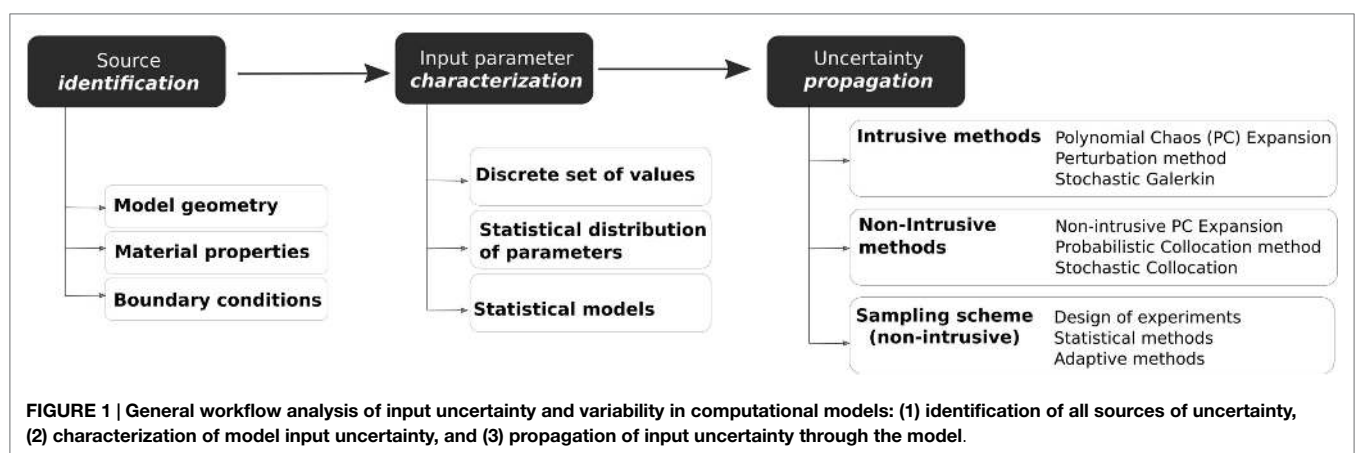 Source
identification
Input parameter
characterization
Uncertainty
propagation
Model geometry
Material properties
Boundary conditions
Discrete set of values
Statistical distribution
of parameters
Statistical models
Intrusive methods
Polynomial Chaos (PC) Expansion
Perturbation method
Stochastic Galerkin
Non-Intrusive
methods
Non-intrusive PC Expansion
Probabilistic Collocation method
Stochastic Collocation
Sampling scheme
(non-intrusive)
Design of experiments
Statistical methods
Adaptive methods
FIGURE 1 | General workflow analysis of input uncertainty and variability in computational models: (1) identification of all sources of uncertainty,
(2) characterization of model input uncertainty, and (3) propagation of input uncertainty through the model.